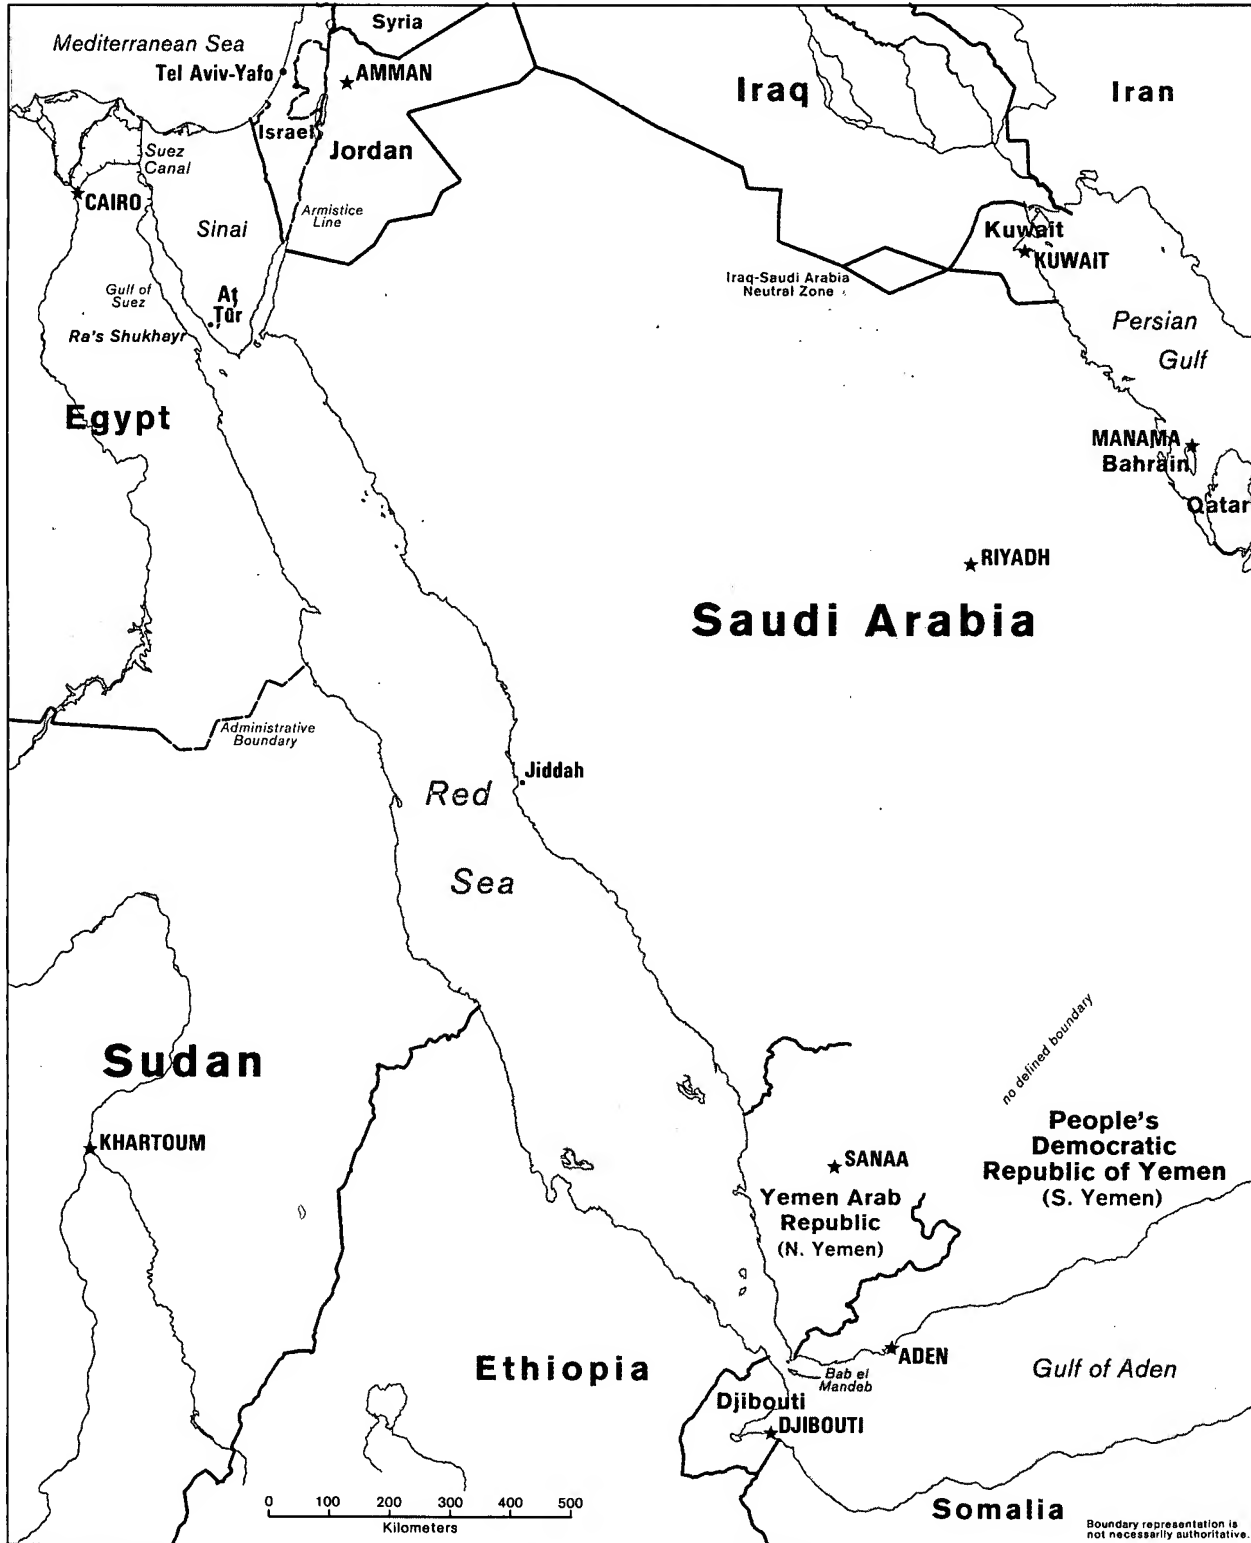 Mediterranean Sea
Syria
Tel Aviv-Yafo
AMMAN
Iraq
Iran
Israel
Jordan
Suez
Canal
CAIRO
Sinai
Armistice
Line
Kuwait
KUWAIT
Iraq-Saudi Arabia
Neutral Zone
Gulf of
Suez
Aţ
Ţūr
Ra's Shukhayr
Persian
Gulf
Egypt
MANAMA
Bahrain
Qatar
RIYADH
Saudi Arabia
Administrative
Boundary
Jiddah
Red
Sea
no defined boundary
Sudan
KHARTOUM
People's
Democratic
Republic of Yemen
(S. Yemen)
SANAA
Yemen Arab
Republic
(N. Yemen)
Ethiopia
ADEN
Gulf of Aden
Bab el
Mandeb
Djibouti
DJIBOUTI
0 100 200 300 400 500
Kilometers
Somalia
Boundary representation is
not necessarily authoritative.